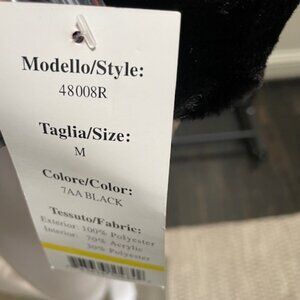 Modello/Style:
48008R
Taglia/Size:
M
Colore/Color:
7AA BLACK
Tessuto/Fabric:
Exterior: 100% Polyester
Interior: 70% Acrylic
30% Polyester